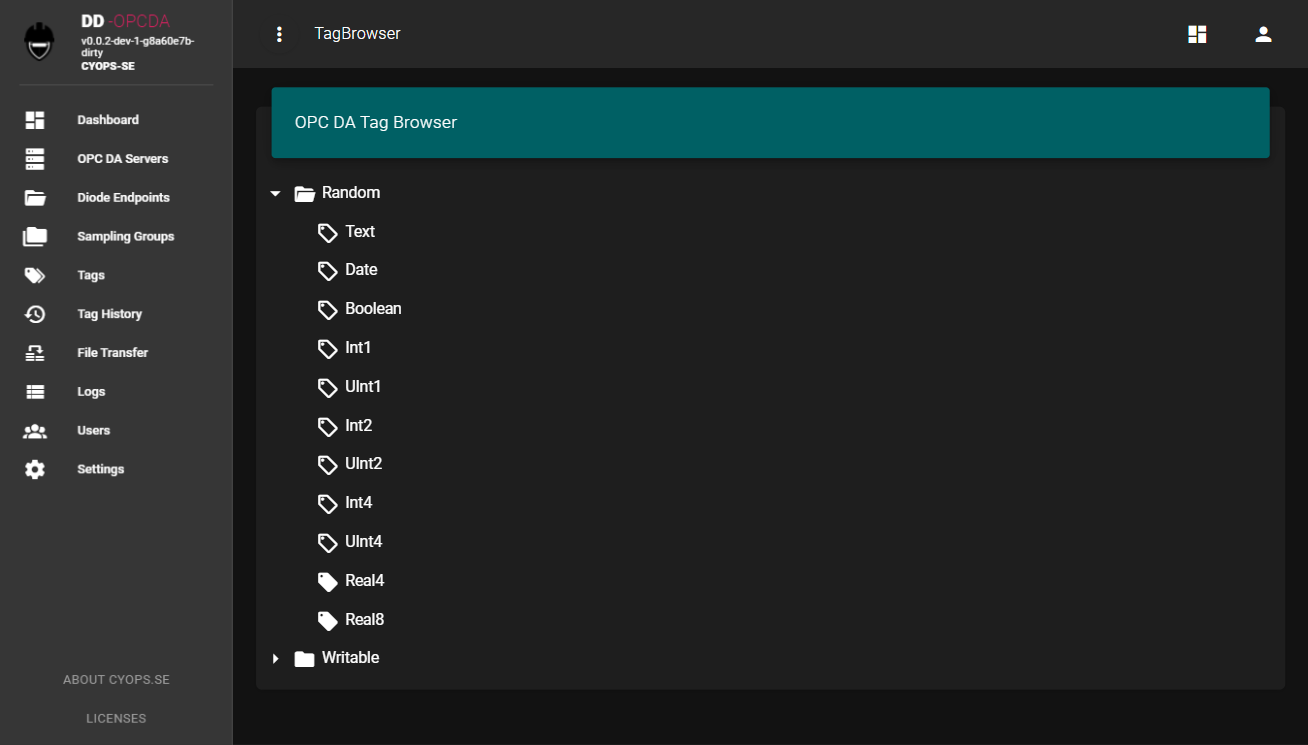 DD -OPCDA
v0.0.2-dev-1-g8a60e7b-
dirty
CYOPS-SE
Dashboard
OPC DA Servers
Diode Endpoints
Sampling Groups
Tags
Tag History
File Transfer
Logs
Users
Settings
ABOUT CYOPS.SE
LICENSES
TagBrowser
OPC DA Tag Browser
Random
Text
Date
Boolean
Int1
UInt1
Int2
UInt2
Int4
UInt4
Real4
Real8
Writable